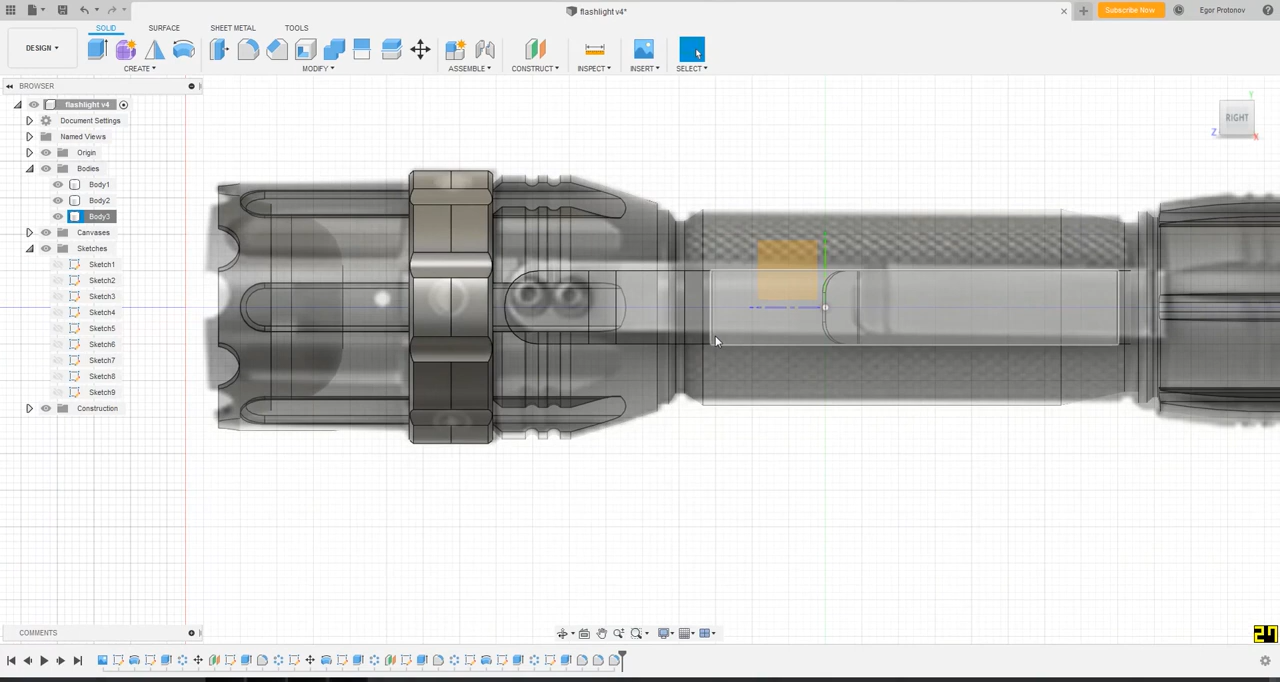 flashlight v4*
Subscribe Now
Egor Protonov
DESIGN
SOLID
SURFACE
SHEET METAL
TOOLS
CREATE
MODIFY
ASSEMBLE
CONSTRUCT
INSPECT
INSERT
SELECT
BROWSER
flashlight v4
Document Settings
Named Views
Origin
Bodies
Body1
Body2
Body3
Canvases
Sketches
Sketch1
Sketch2
Sketch3
Sketch4
Sketch5
Sketch6
Sketch7
Sketch8
Sketch9
Construction
Y
RIGHT
Z
X
COMMENTS